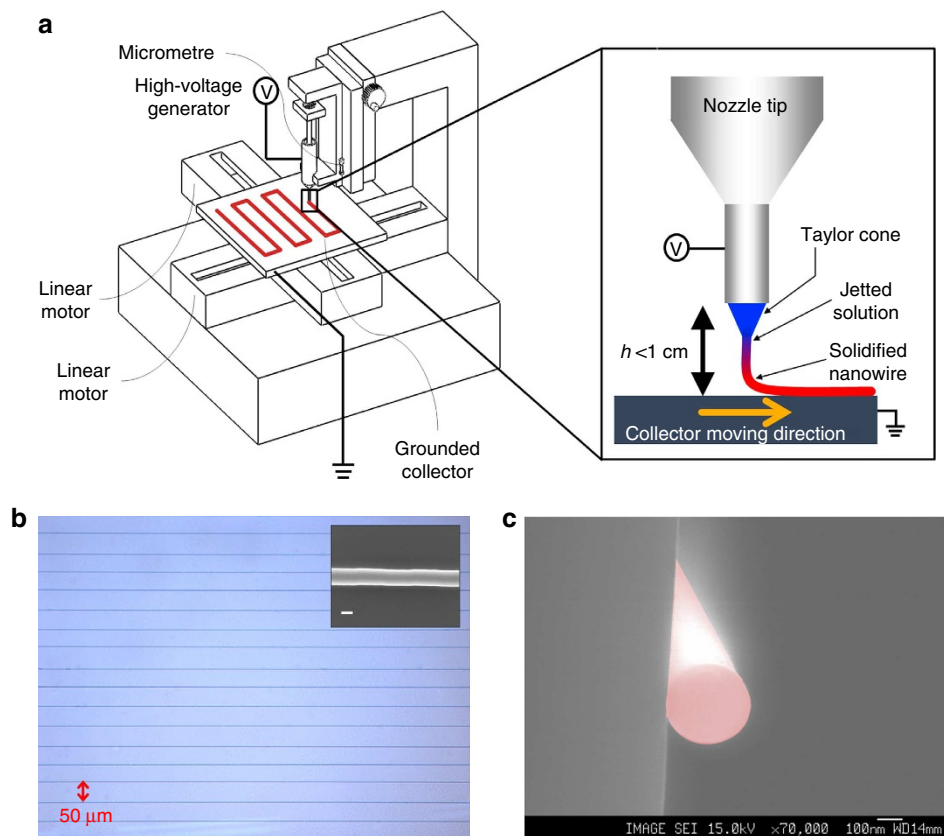 a
Micrometre
High-voltage
generator
V
Linear
motor
Linear
motor
Grounded
collector
Nozzle tip
V
Taylor cone
Jetted
solution
h <1 cm
Solidified
nanowire
Collector moving direction
b
50 μm
c
IMAGE SEI 15.0kV ×70,000 100nm WD14mm